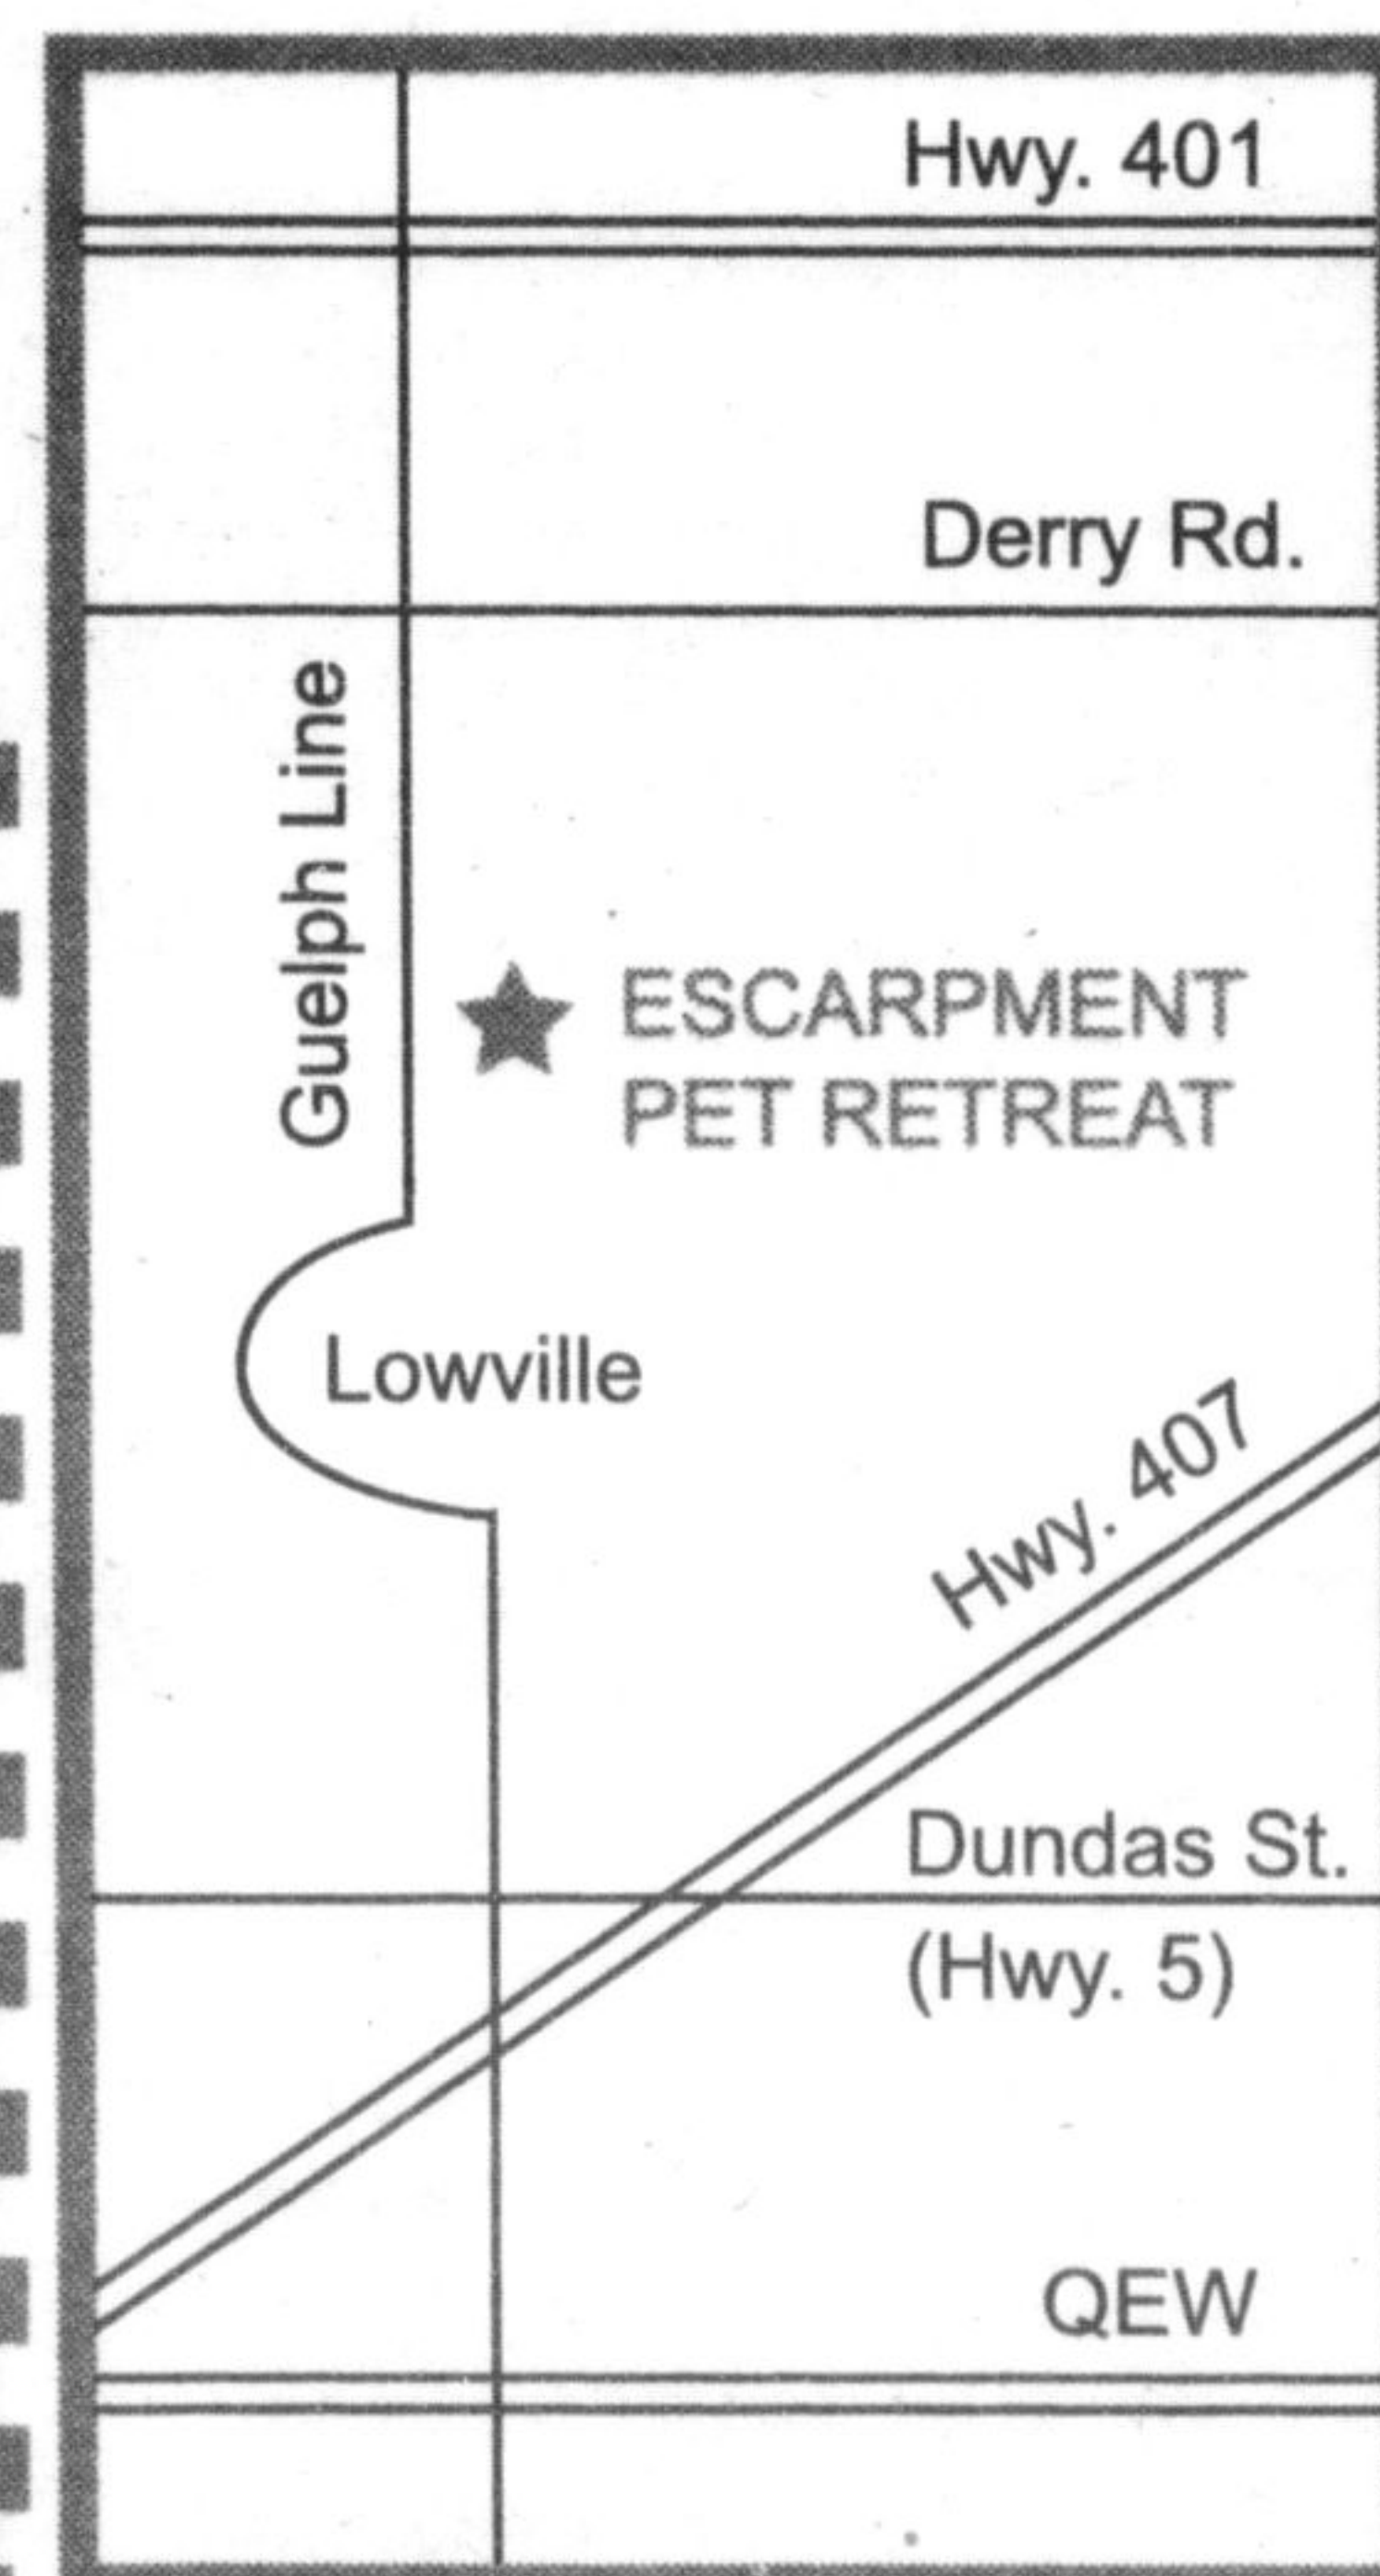 Hwy. 401
Derry Rd.
Guelph Line
ESCARPMENT
PET RETREAT
Lowville
Hwy. 407
Dundas St.
(Hwy. 5)
QEW